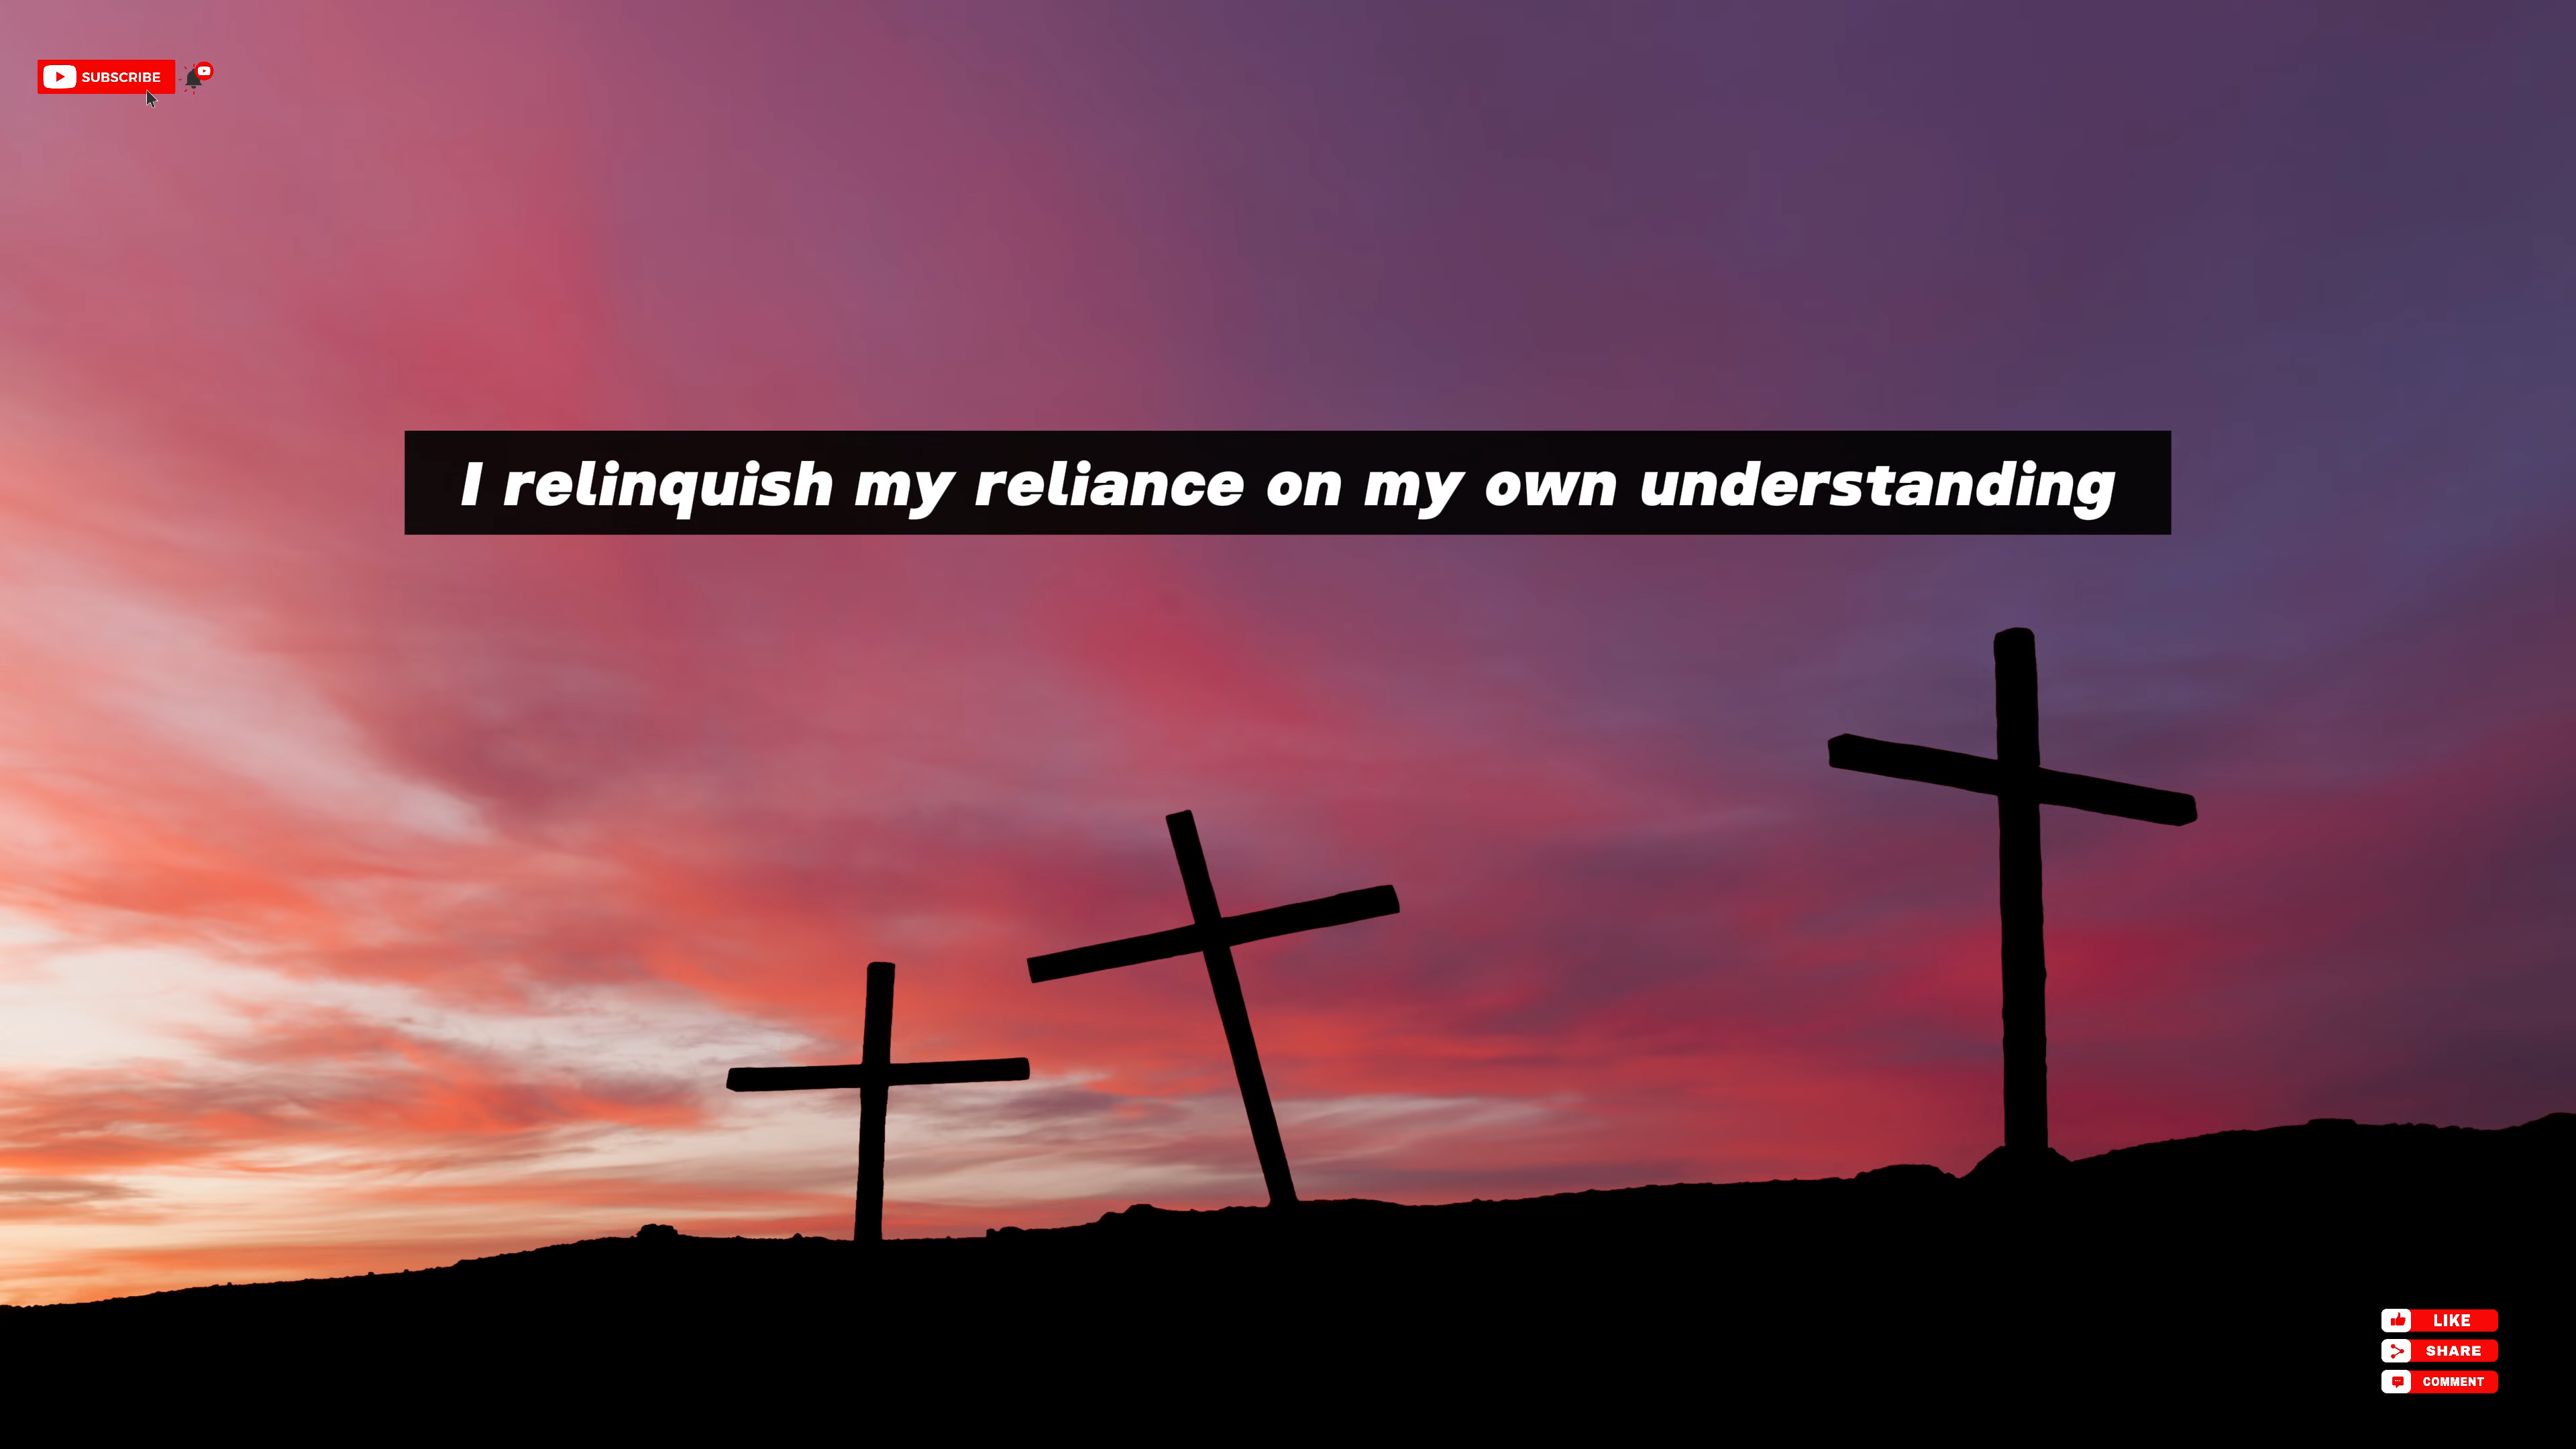 SUBSCRIBE
I relinquish my reliance on my own understanding
LIKE
SHARE
COMMENT